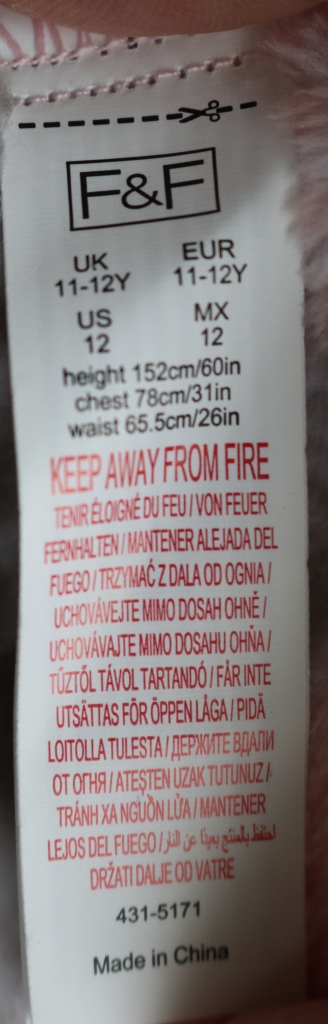 F&F
UK EUR
11-12Y 11-12Y
US MX
12 12
height 152cm/60in
chest 78cm/31in
waist 65.5cm/26in
KEEP AWAY FROM FIRE
TENIR ÉLOIGNÉ DU FEU / VON FEUER
FERNHALTEN / MANTENER ALEJADA DEL
FUEGO / TRZYMAĆ Z DALA OD OGNIA /
UCHOVÁVEJTE MIMO DOSAH OHNĚ /
UCHOVÁVAJTE MIMO DOSAHU OHŇA /
TŰZTŐL TÁVOL TARTANDÓ / FÅR INTE
UTSÄTTAS FÖR ÖPPEN LÅGA / PIDÄ
LOITOLLA TULESTA / ДЕРЖИТЕ ВДАЛИ
ОТ ОГНЯ / ATEŞTEN UZAK TUTUNUZ /
TRÁNH XA NGUỒN LỬA / MANTENER
LEJOS DEL FUEGO / احتفظ بالمنتج بعيدًا عن النار /
DRŽATI DALJE OD VATRE
431-5171
Made in China